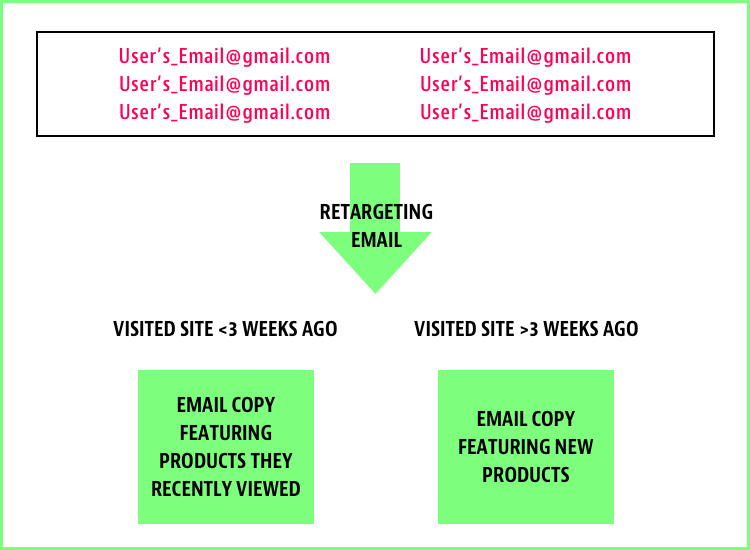 User’s_Email@gmail.com User’s_Email@gmail.com
User’s_Email@gmail.com User’s_Email@gmail.com
User’s_Email@gmail.com User’s_Email@gmail.com
RETARGETING
EMAIL
VISITED SITE <3 WEEKS AGO
VISITED SITE >3 WEEKS AGO
EMAIL COPY
FEATURING
PRODUCTS THEY
RECENTLY VIEWED
EMAIL COPY
FEATURING NEW
PRODUCTS